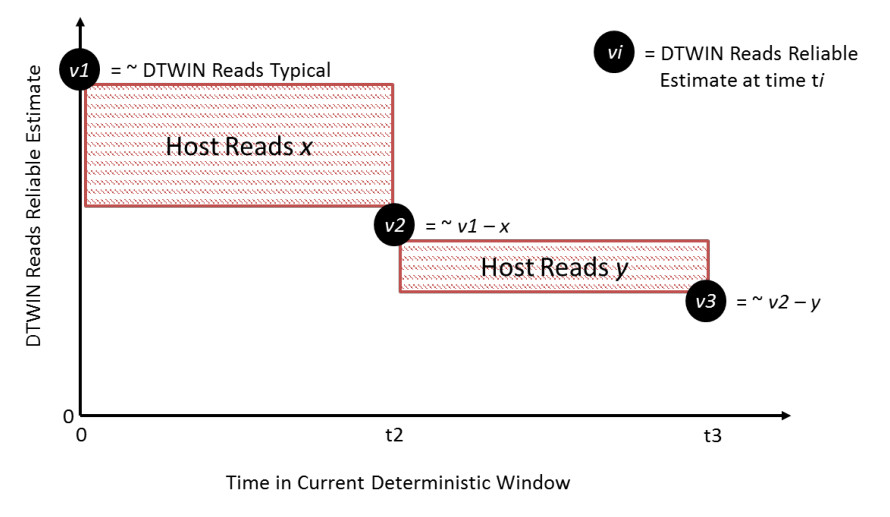 v1 = ~ DTWIN Reads Typical
vi = DTWIN Reads Reliable
Estimate at time ti
Host Reads x
v2 = ~ v1 – x
Host Reads y
v3 = ~ v2 – y
DTWIN Reads Reliable Estimate
0
0 t2 t3
Time in Current Deterministic Window